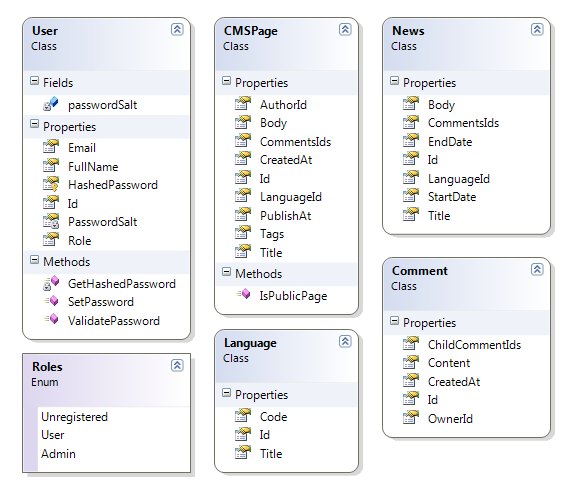 User
Class
Fields
passwordSalt
Properties
Email
FullName
HashedPassword
Id
PasswordSalt
Role
Methods
GetHashedPassword
SetPassword
ValidatePassword
Roles
Enum
Unregistered
User
Admin
CMSPage
Class
Properties
AuthorId
Body
CommentsIds
CreatedAt
Id
LanguageId
PublishAt
Tags
Title
Methods
IsPublicPage
Language
Class
Properties
Code
Id
Title
News
Class
Properties
Body
CommentsIds
EndDate
Id
LanguageId
StartDate
Title
Comment
Class
Properties
ChildCommentIds
Content
CreatedAt
Id
OwnerId